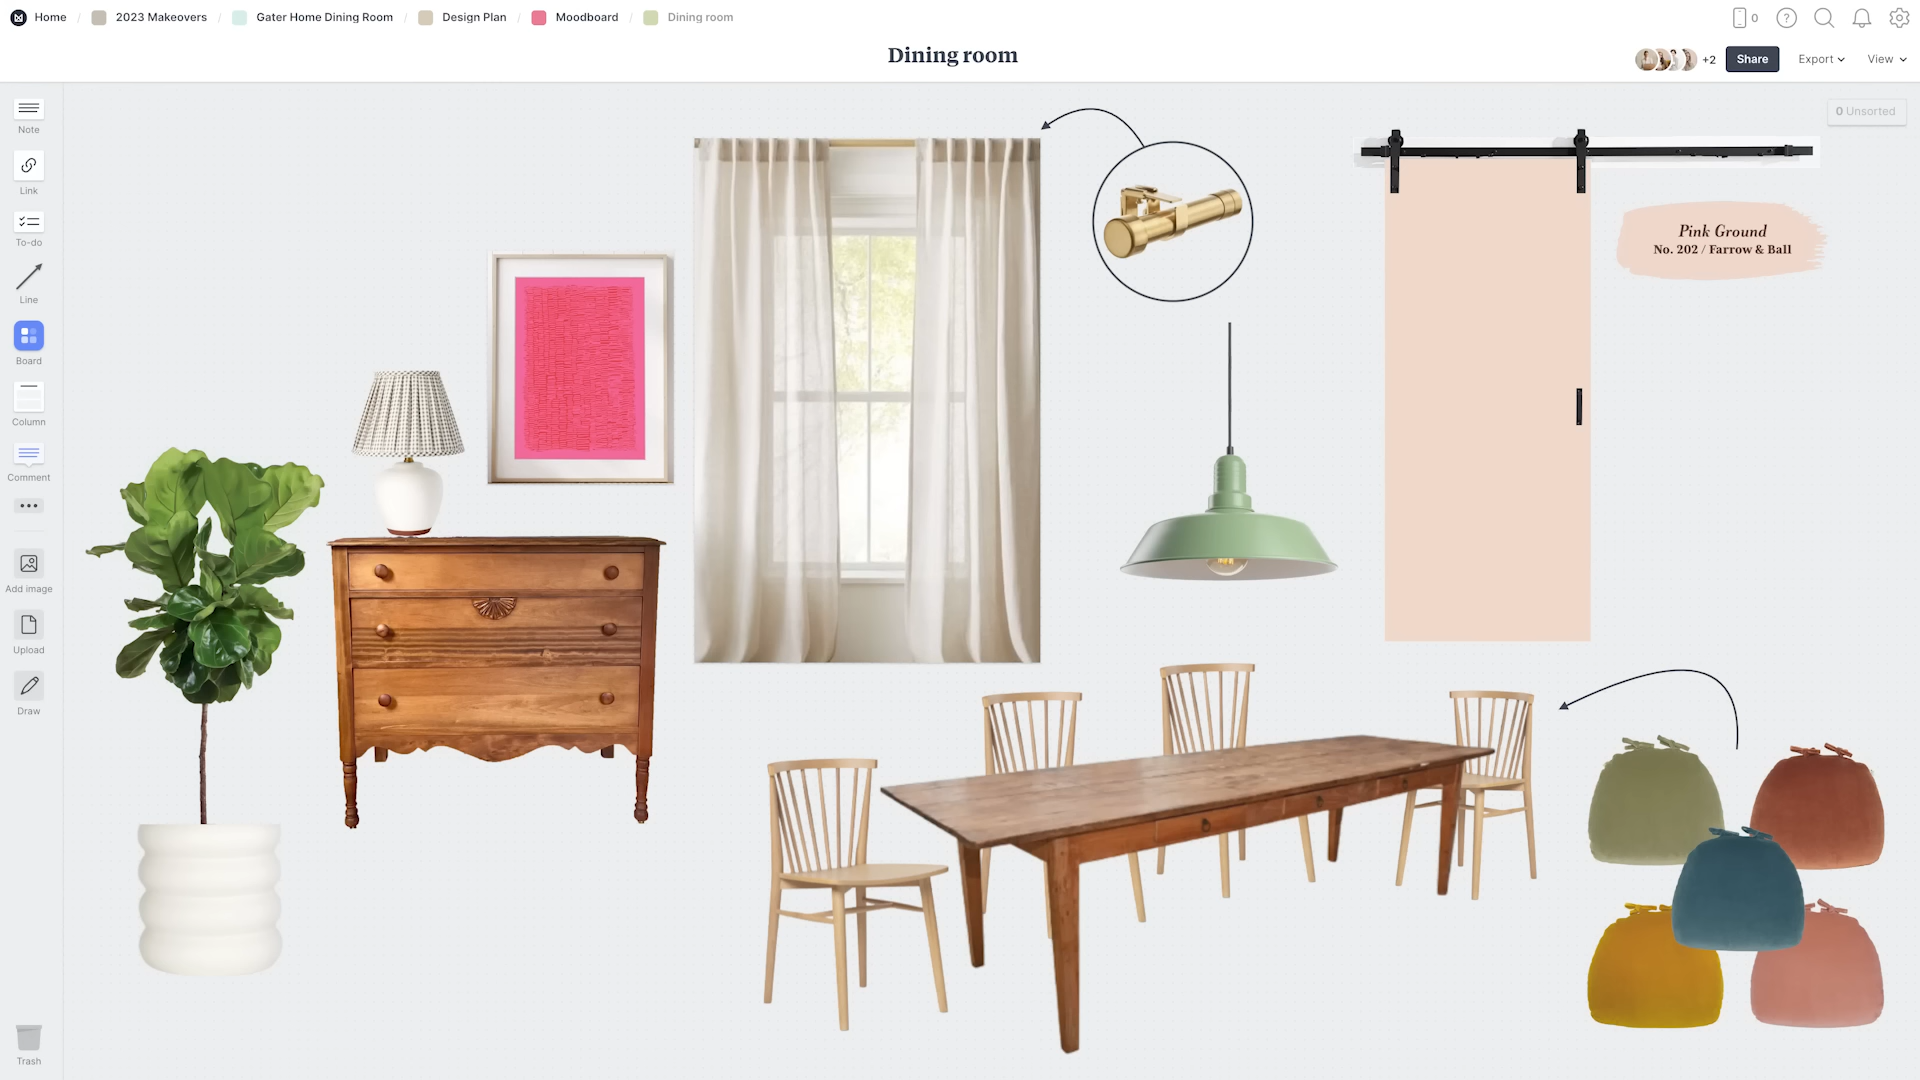 Home / 2023 Makeovers / Gater Home Dining Room / Design Plan / Moodboard / Dining room
0
?
Dining room
+2
Share
Export
View
0 Unsorted
Note
Link
To-do
Line
Board
Column
Comment
Add image
Upload
Draw
Trash
Pink Ground
No. 202 / Farrow & Ball